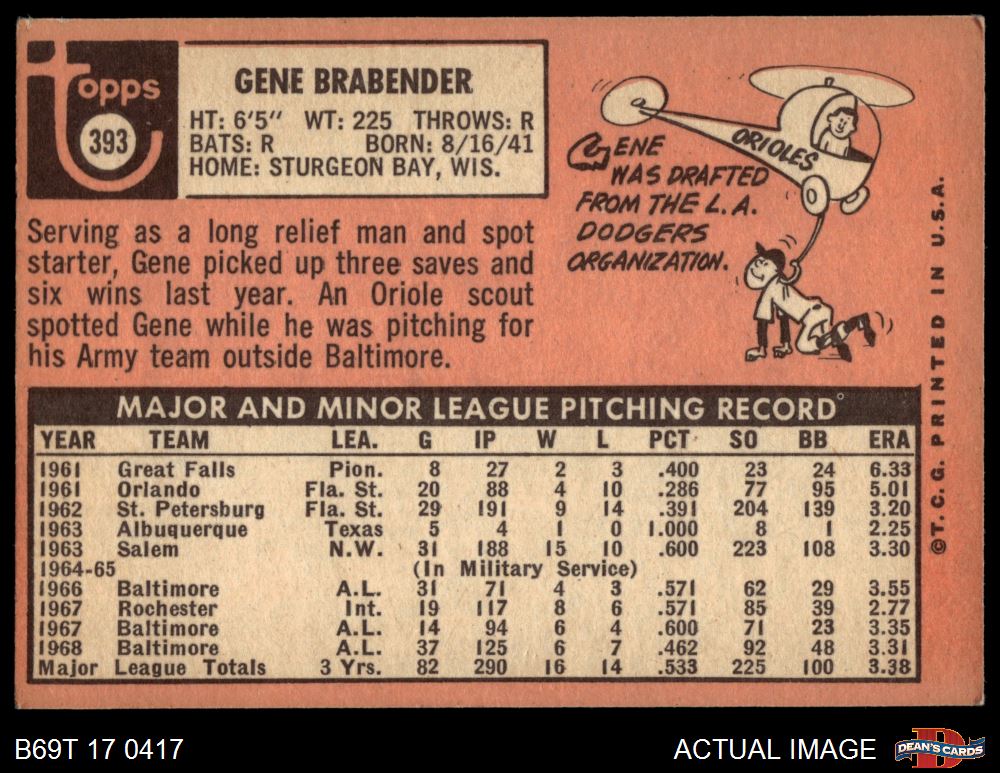 Topps
393
GENE BRABENDER
HT: 6'5" WT: 225 THROWS: R
BATS: R BORN: 8/16/41
HOME: STURGEON BAY, WIS.
Serving as a long relief man and spot
starter, Gene picked up three saves and
six wins last year. An Oriole scout
spotted Gene while he was pitching for
his Army team outside Baltimore.
ORIOLES
GENE
WAS DRAFTED
FROM THE L.A.
DODGERS
ORGANIZATION.
MAJOR AND MINOR LEAGUE PITCHING RECORD
YEAR TEAM LEA. G IP W L PCT SO BB ERA
1961 Great Falls Pion. 8 27 2 3 .400 23 24 6.33
1961 Orlando Fla. St. 20 88 4 10 .286 77 95 5.01
1962 St. Petersburg Fla. St. 29 191 9 14 .391 204 139 3.20
1963 Albuquerque Texas 5 4 1 0 1.000 8 1 2.25
1963 Salem N.W. 31 188 15 10 .600 223 108 3.30
1964-65 (In Military Service)
1966 Baltimore A.L. 31 71 4 3 .571 62 29 3.55
1967 Rochester Int. 19 117 8 6 .571 85 39 2.77
1967 Baltimore A.L. 14 94 6 4 .600 71 23 3.35
1968 Baltimore A.L. 37 125 6 7 .462 92 48 3.31
Major League Totals 3 Yrs. 82 290 16 14 .533 225 100 3.38
©T.C.G. PRINTED IN U.S.A.
B69T 17 0417
ACTUAL IMAGE
D
DEAN'S CARDS